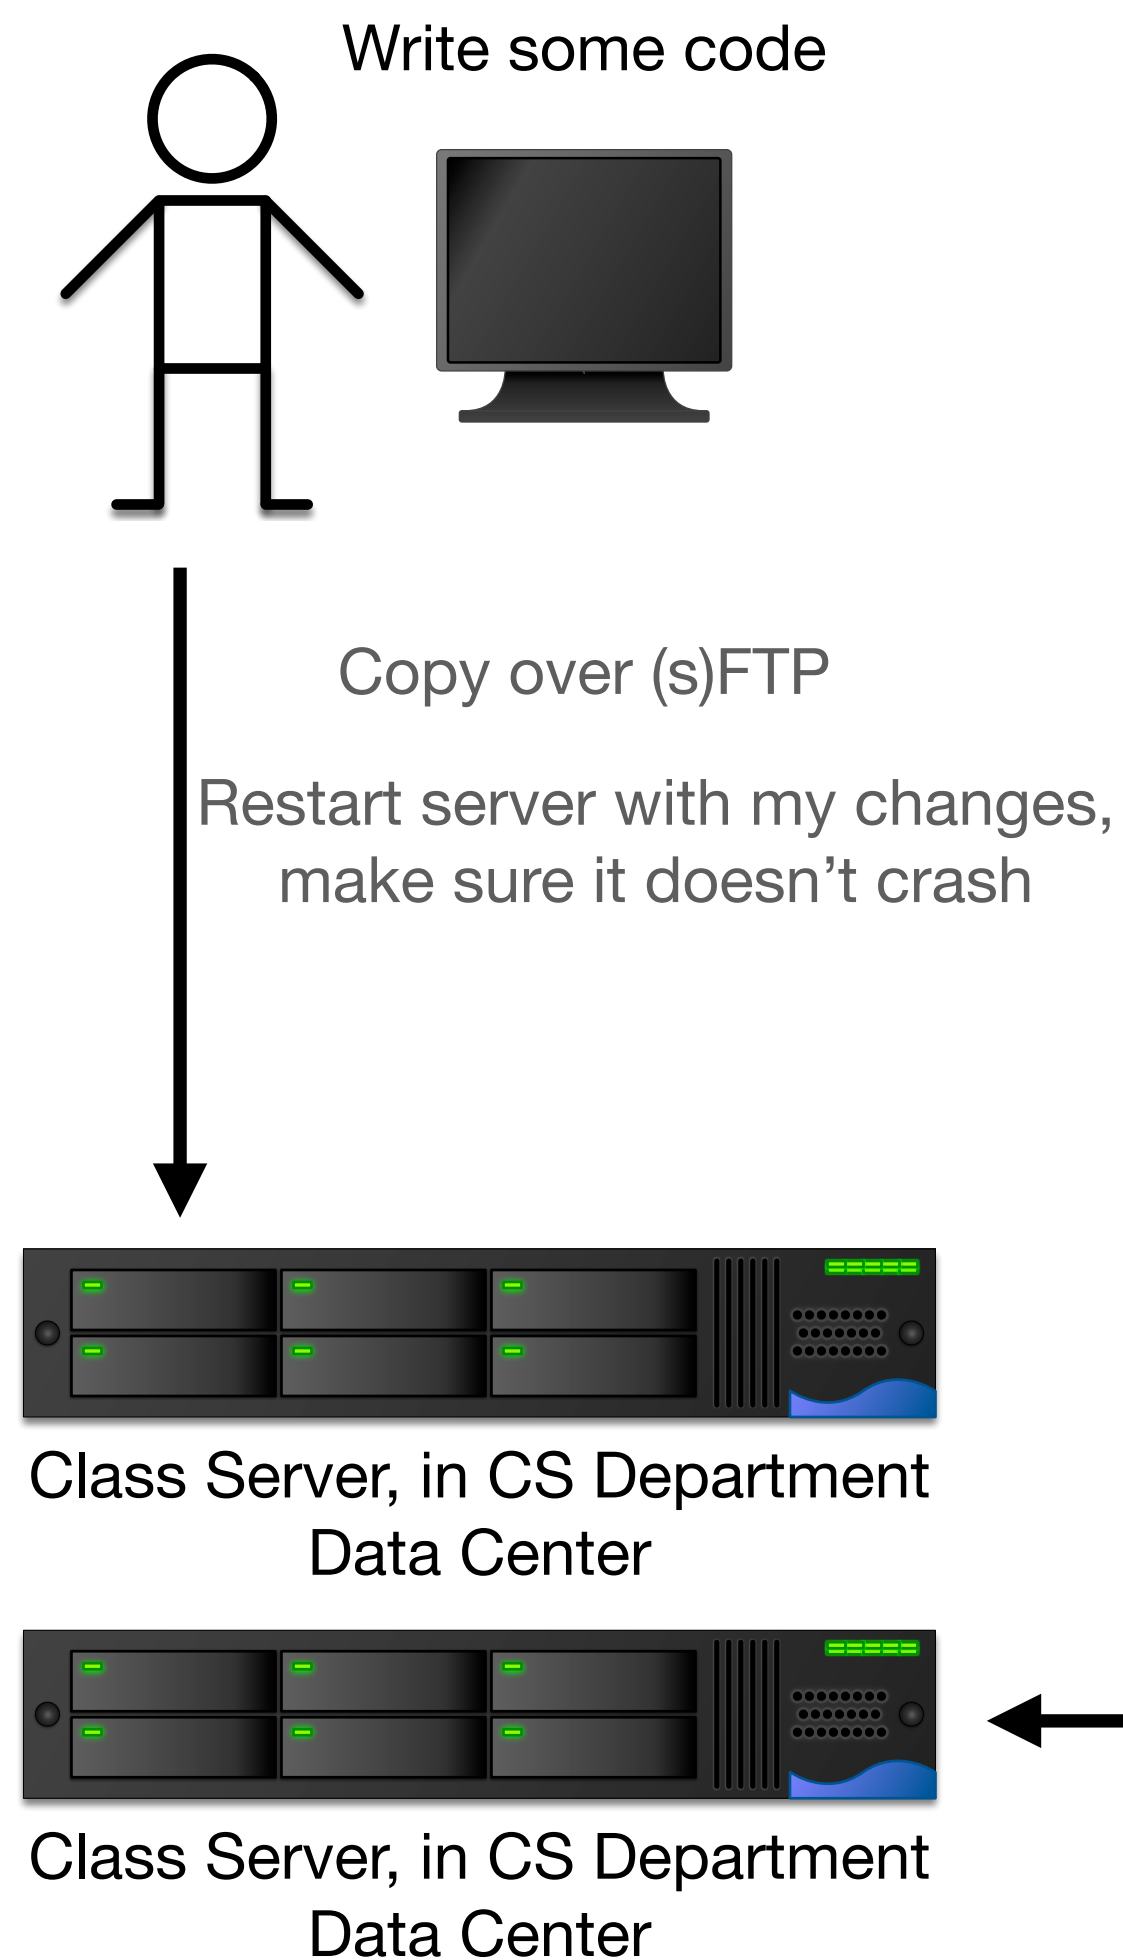 Write some code
Copy over (s)FTP
Restart server with my changes,
make sure it doesn’t crash
Class Server, in CS Department
Data Center
Class Server, in CS Department
Data Center